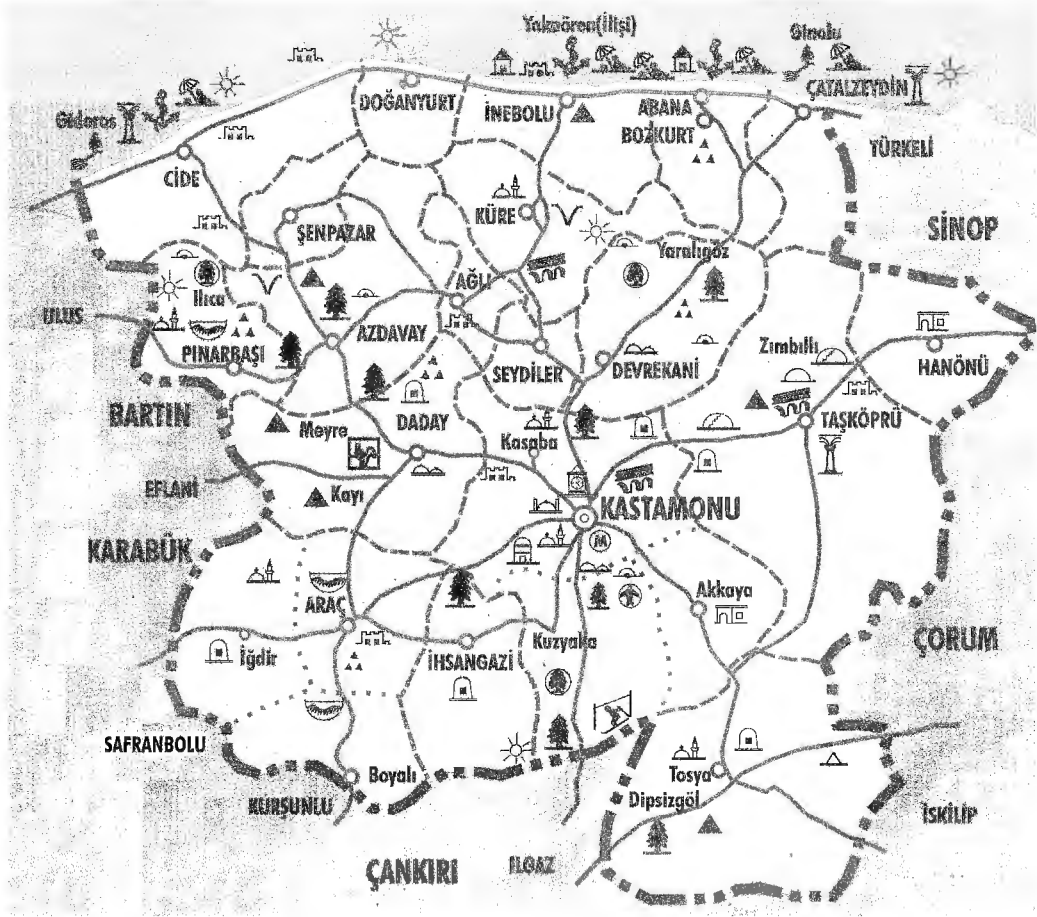 Yakaören(İlişi)
Ginolu
ÇATALZEYDİN
DOĞANYURT
İNEBOLU
ABANA
BOZKURT
Gideros
TÜRKELİ
CİDE
KÜRE
ŞENPAZAR
SİNOP
Yaralıgöz
AĞLI
Ilıca
ULUS
AZDAVAY
PINARBAŞI
SEYDİLER
DEVREKANİ
Zımbıllı
HANÖNÜ
BARTIN
DADAY
TAŞKÖPRÜ
Meyre
Kasaba
EFLANİ
Kayı
KASTAMONU
KARABÜK
M
Akkaya
ARAÇ
Kuzyaka
ÇORUM
İğdir
İHSANGAZİ
SAFRANBOLU
Boyalı
Tosya
KURŞUNLU
Dipsizgöl
İSKİLİP
ÇANKIRI
ILGAZ